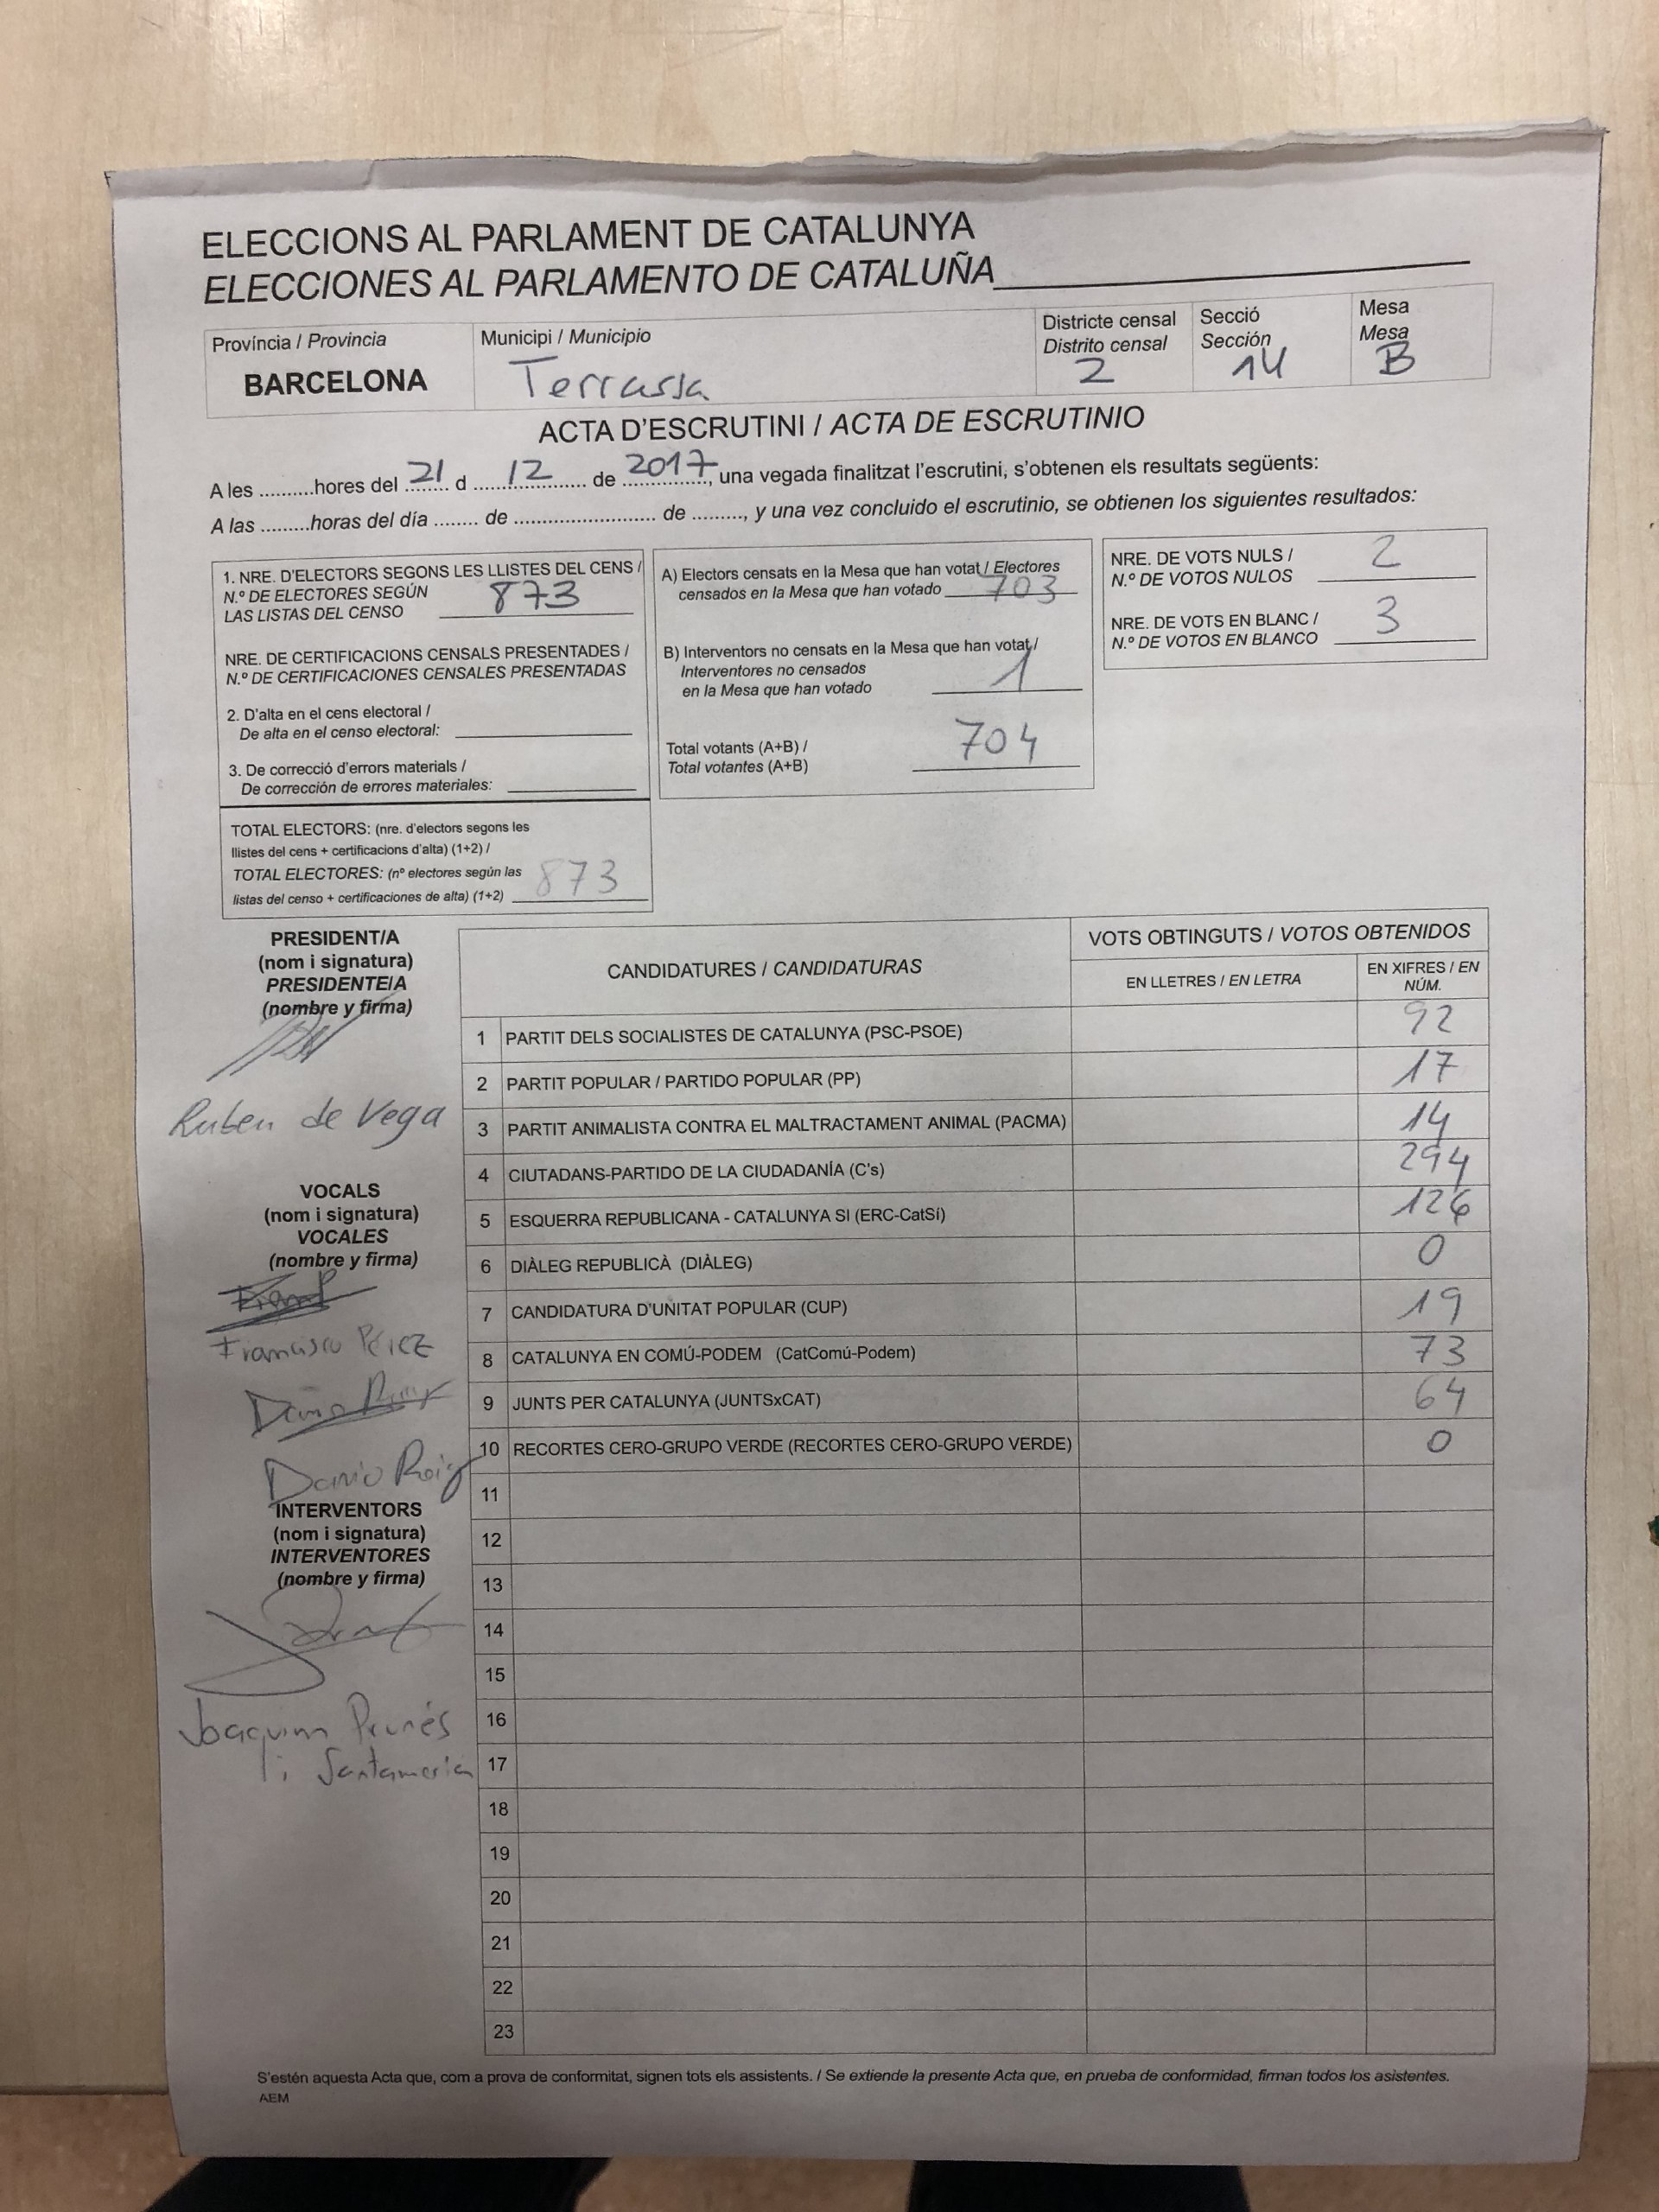 ELECCIONS AL PARLAMENT DE CATALUNYA
ELECCIONES AL PARLAMENTO DE CATALUÑA
Província / Provincia
BARCELONA
Municipi / Municipio
Terrassa
Districte censal
Distrito censal
2
Secció
Sección
14
Mesa
Mesa
B
ACTA D'ESCRUTINI / ACTA DE ESCRUTINIO
A les ..........hores del 21 d 12 de 2017, una vegada finalitzat l'escrutini, s'obtenen els resultats següents:
A las .........horas del día ........ de .......................... de ........., y una vez concluido el escrutinio, se obtienen los siguientes resultados:
1. NRE. D'ELECTORS SEGONS LES LLISTES DEL CENS /
N.º DE ELECTORES SEGÚN
LAS LISTAS DEL CENSO 873
NRE. DE CERTIFICACIONS CENSALS PRESENTADES /
N.º DE CERTIFICACIONES CENSALES PRESENTADAS
2. D'alta en el cens electoral /
De alta en el censo electoral:
3. De correcció d'errors materials /
De corrección de errores materiales:
TOTAL ELECTORS: (nre. d'electors segons les
llistes del cens + certificacions d'alta) (1+2) /
TOTAL ELECTORES: (nº electores según las
listas del censo + certificaciones de alta) (1+2) 873
A) Electors censats en la Mesa que han votat / Electores
censados en la Mesa que han votado 703
B) Interventors no censats en la Mesa que han votat /
Interventores no censados
en la Mesa que han votado 1
Total votants (A+B) /
Total votantes (A+B) 704
NRE. DE VOTS NULS /
N.º DE VOTOS NULOS 2
NRE. DE VOTS EN BLANC /
N.º DE VOTOS EN BLANCO 3
PRESIDENT/A
(nom i signatura)
PRESIDENTE/A
(nombre y firma)
Ruben de Vega
VOCALS
(nom i signatura)
VOCALES
(nombre y firma)
Francisco Pérez
Dario Roig
INTERVENTORS
(nom i signatura)
INTERVENTORES
(nombre y firma)
Joaquim Prunés
i Santamaria
CANDIDATURES / CANDIDATURAS
VOTS OBTINGUTS / VOTOS OBTENIDOS
EN LLETRES / EN LETRA
EN XIFRES / EN NÚM.
1 PARTIT DELS SOCIALISTES DE CATALUNYA (PSC-PSOE) 92
2 PARTIT POPULAR / PARTIDO POPULAR (PP) 17
3 PARTIT ANIMALISTA CONTRA EL MALTRACTAMENT ANIMAL (PACMA) 14
4 CIUTADANS-PARTIDO DE LA CIUDADANÍA (C's) 294
5 ESQUERRA REPUBLICANA - CATALUNYA SI (ERC-CatSí) 126
6 DIÀLEG REPUBLICÀ (DIÀLEG) 0
7 CANDIDATURA D'UNITAT POPULAR (CUP) 19
8 CATALUNYA EN COMÚ-PODEM (CatComú-Podem) 73
9 JUNTS PER CATALUNYA (JUNTSxCAT) 64
10 RECORTES CERO-GRUPO VERDE (RECORTES CERO-GRUPO VERDE) 0
11
12
13
14
15
16
17
18
19
20
21
22
23
S'estén aquesta Acta que, com a prova de conformitat, signen tots els assistents. / Se extiende la presente Acta que, en prueba de conformidad, firman todos los asistentes.
AEM